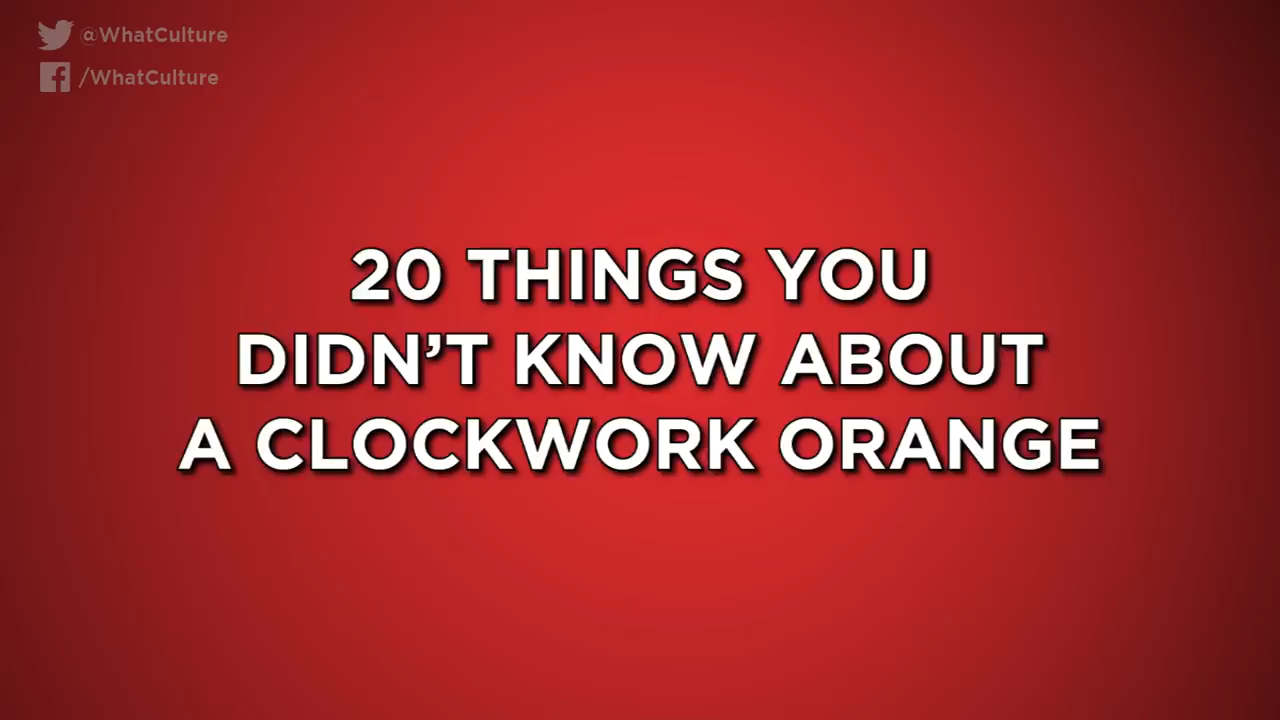 @WhatCulture
/WhatCulture
20 THINGS YOU
DIDN'T KNOW ABOUT
A CLOCKWORK ORANGE